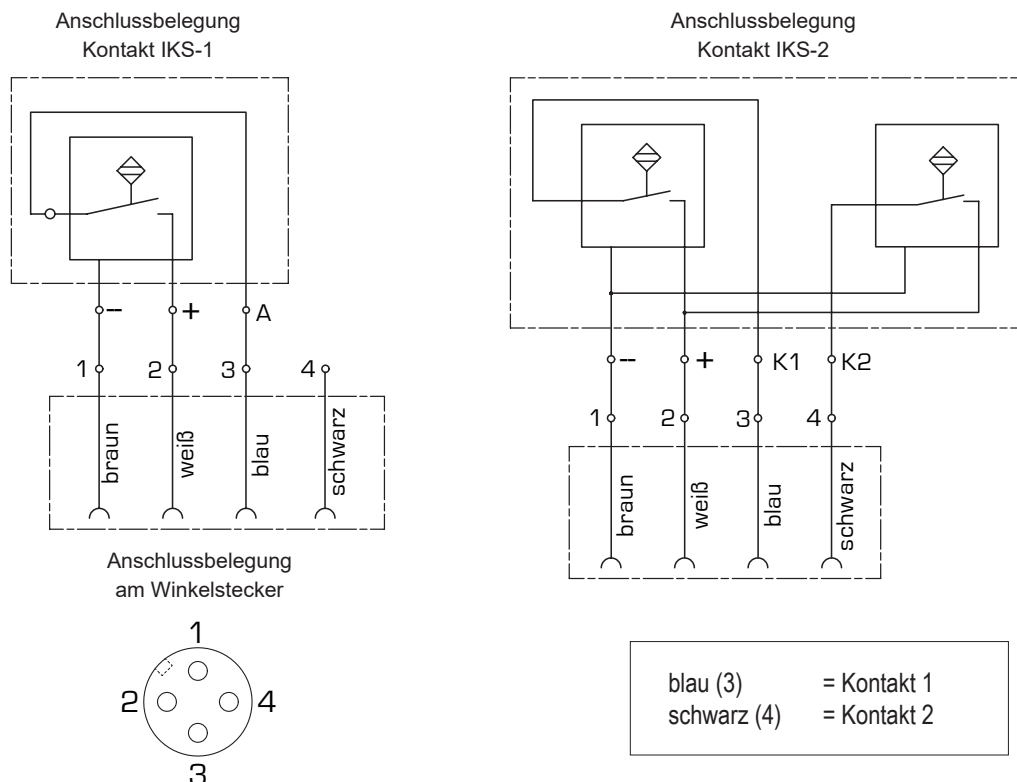 Anschlussbelegung
Kontakt IKS-1
-- + A
1 2 3 4
braun weiß blau schwarz
Anschlussbelegung
am Winkelstecker
1
2 4
3
Anschlussbelegung
Kontakt IKS-2
-- + K1 K2
1 2 3 4
braun weiß blau schwarz
blau (3) = Kontakt 1
schwarz (4) = Kontakt 2